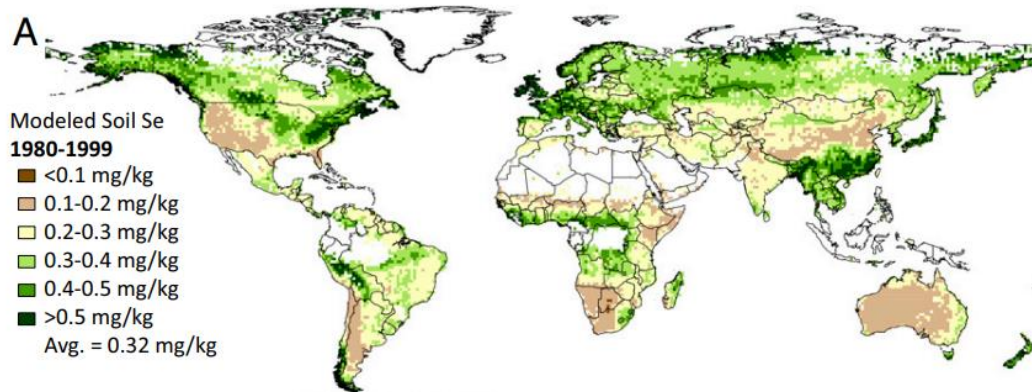 A
Modeled Soil Se
1980-1999
<0.1 mg/kg
0.1-0.2 mg/kg
0.2-0.3 mg/kg
0.3-0.4 mg/kg
0.4-0.5 mg/kg
>0.5 mg/kg
Avg. = 0.32 mg/kg